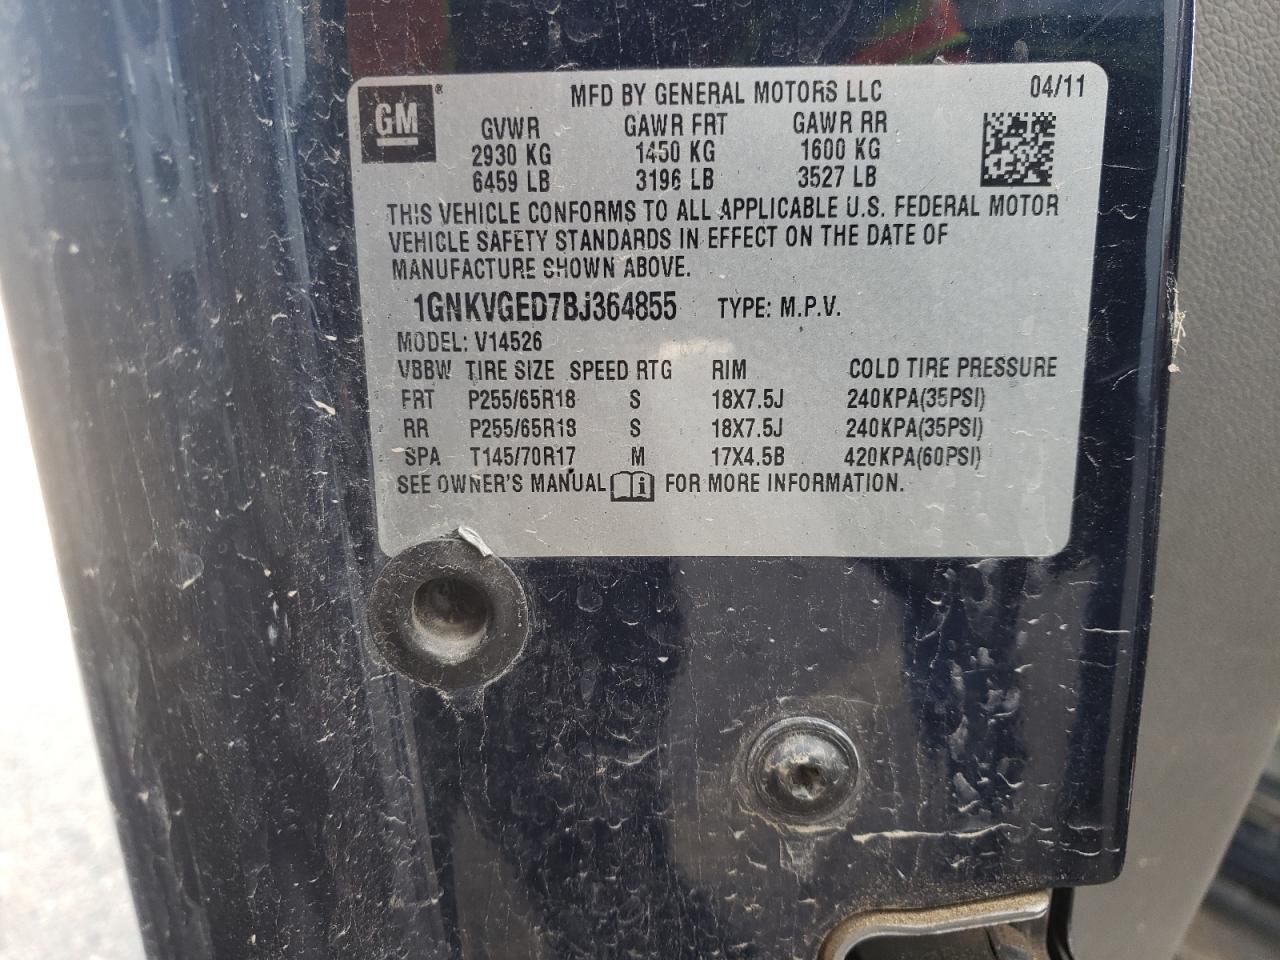 GM ® MFD BY GENERAL MOTORS LLC 04/11
GVWR GAWR FRT GAWR RR
2930 KG 1450 KG 1600 KG
6459 LB 3196 LB 3527 LB
THIS VEHICLE CONFORMS TO ALL APPLICABLE U.S. FEDERAL MOTOR
VEHICLE SAFETY STANDARDS IN EFFECT ON THE DATE OF
MANUFACTURE SHOWN ABOVE.
1GNKVGED7BJ364855 TYPE: M.P.V.
MODEL: V14526
VBBW TIRE SIZE SPEED RTG RIM COLD TIRE PRESSURE
FRT P255/65R18 S 18X7.5J 240KPA(35PSI)
RR P255/65R18 S 18X7.5J 240KPA(35PSI)
SPA T145/70R17 M 17X4.5B 420KPA(60PSI)
SEE OWNER'S MANUAL i FOR MORE INFORMATION.